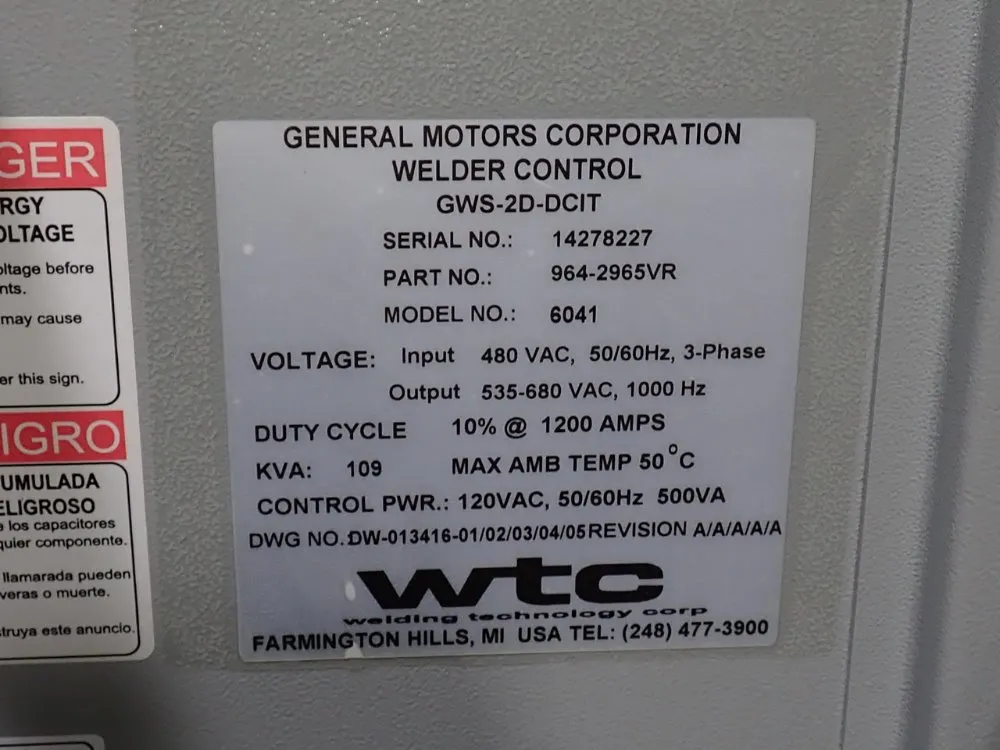 GER
RGY
OLTAGE
oltage before
nts.
may cause
er this sign.
IGRO
UMULADA
ELIGROSO
e los capacitores
quier componente.
llamarada pueden
veras o muerte.
struya este anuncio.
GENERAL MOTORS CORPORATION
WELDER CONTROL
GWS-2D-DCIT
SERIAL NO.: 14278227
PART NO.: 964-2965VR
MODEL NO.: 6041
VOLTAGE: Input 480 VAC, 50/60Hz, 3-Phase
Output 535-680 VAC, 1000 Hz
DUTY CYCLE 10% @ 1200 AMPS
KVA: 109 MAX AMB TEMP 50°C
CONTROL PWR.: 120VAC, 50/60Hz 500VA
DWG NO.:DW-013416-01/02/03/04/05 REVISION A/A/A/A/A
wtc
welding technology corp
FARMINGTON HILLS, MI USA TEL: (248) 477-3900